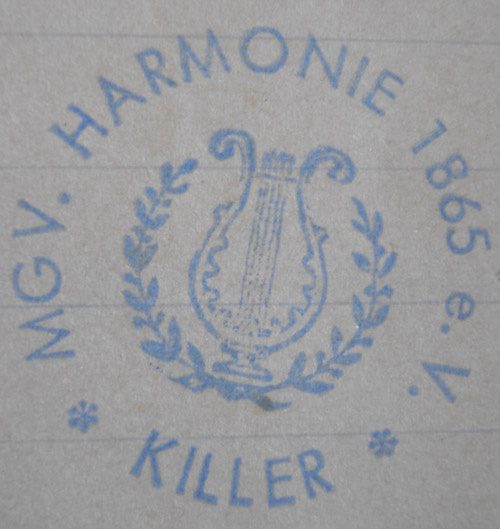 MGV. HARMONIE 1865 e. V.
* KILLER *